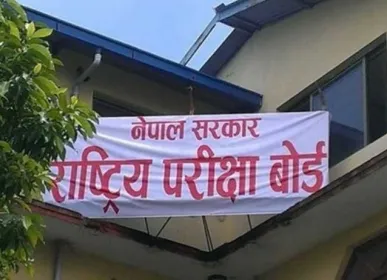 नेपाल सरकार
राष्ट्रिय परीक्षा बोर्ड